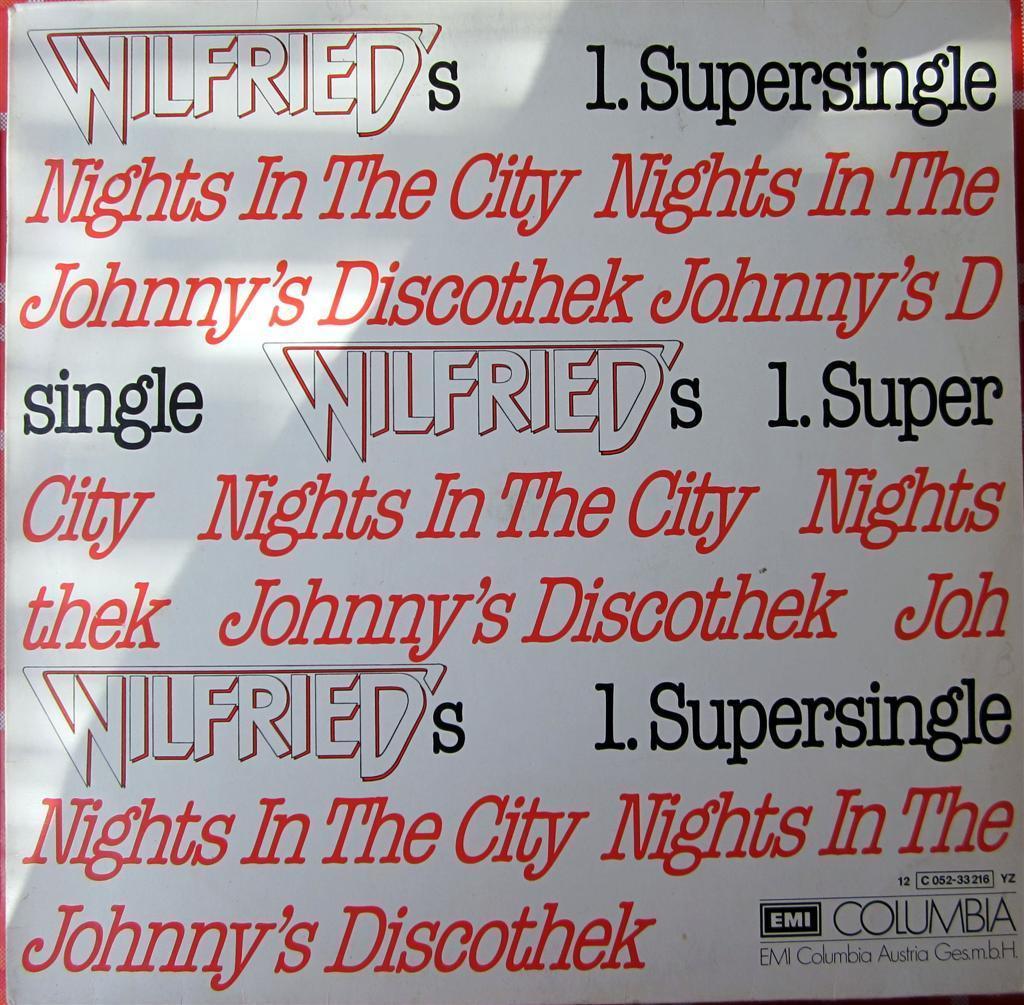 WILFRIED's 1. Supersingle
Nights In The City Nights In The
Johnny's Discothek Johnny's D
single WILFRIED's 1. Super
City Nights In The City Nights
thek Johnny's Discothek Joh
WILFRIED's 1. Supersingle
Nights In The City Nights In The
12 C 052-33 216 YZ
Johnny's Discothek
EMI COLUMBIA
EMI Columbia Austria Ges.m.b.H.